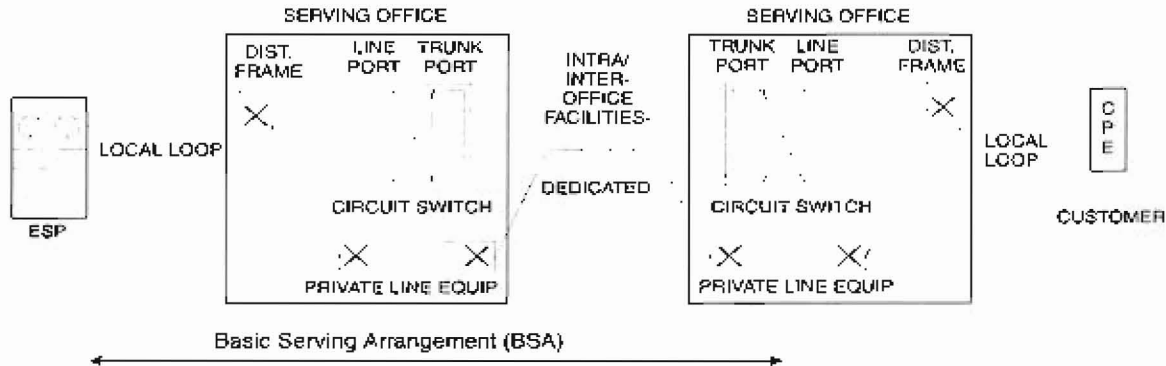 SERVING OFFICE
SERVING OFFICE
DIST.
FRAME
LINE
PORT
TRUNK
PORT
INTRA/
INTER-
OFFICE
FACILITIES-
TRUNK
PORT
LINE
PORT
DIST.
FRAME
C
P
E
LOCAL LOOP
LOCAL
LOOP
DEDICATED
CIRCUIT SWITCH
CIRCUIT SWITCH
CUSTOMER
ESP
PRIVATE LINE EQUIP
PRIVATE LINE EQUIP
Basic Serving Arrangement (BSA)